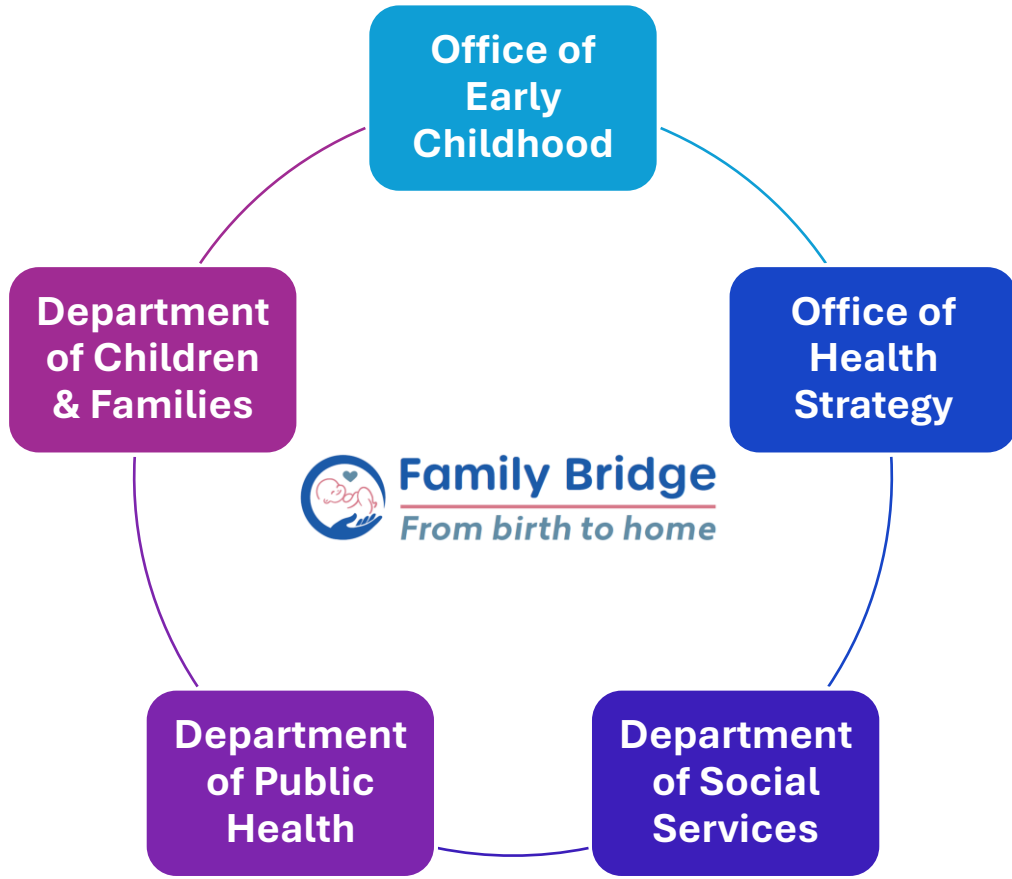 Office of
Early
Childhood
Department
of Children
& Families
Office of
Health
Strategy
Family Bridge
From birth to home
Department
of Public
Health
Department
of Social
Services